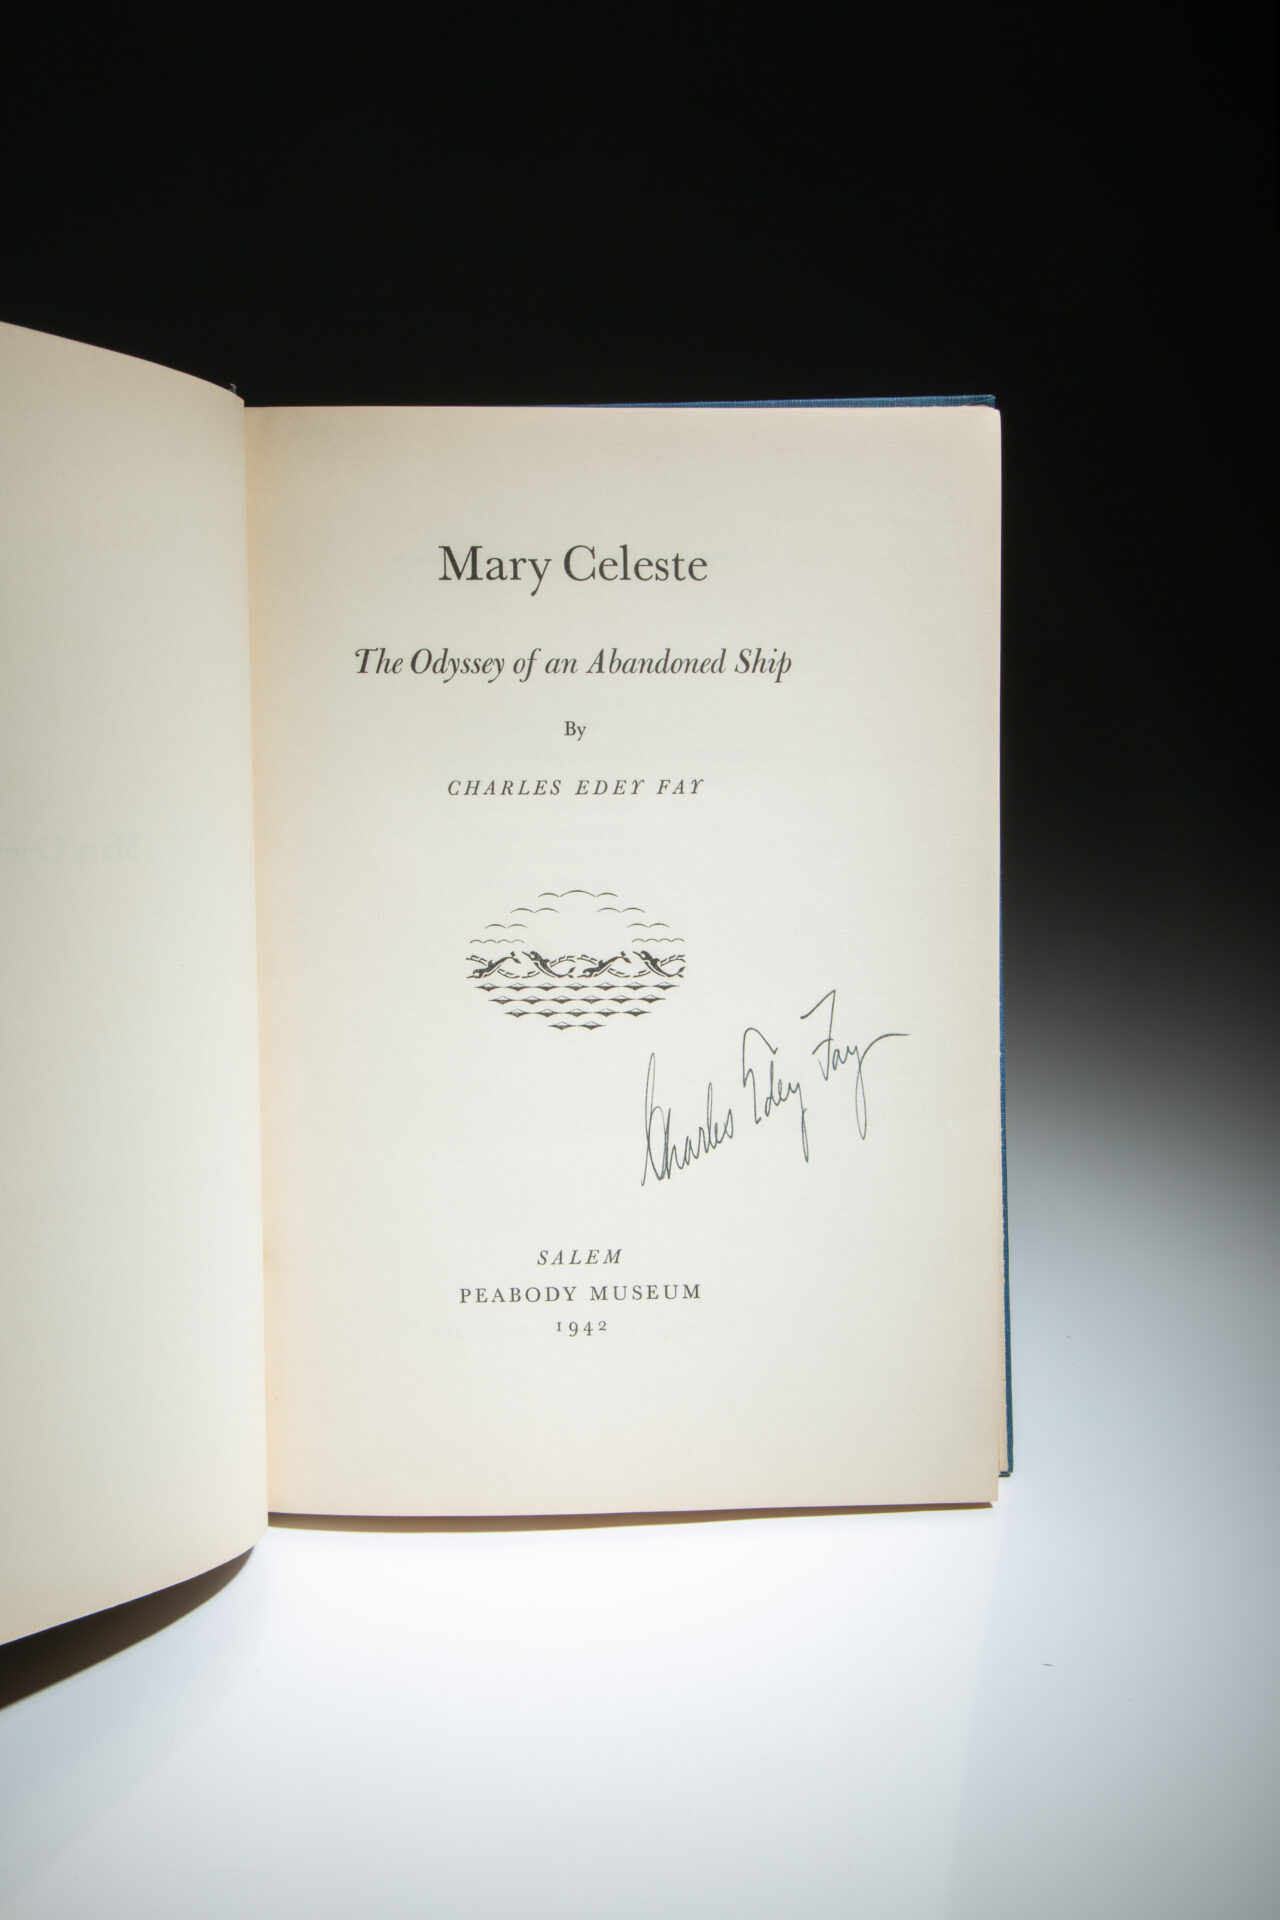 Mary Celeste
The Odyssey of an Abandoned Ship
By
CHARLES EDEY FAY
Charles Edey Fay
SALEM
PEABODY MUSEUM
1942